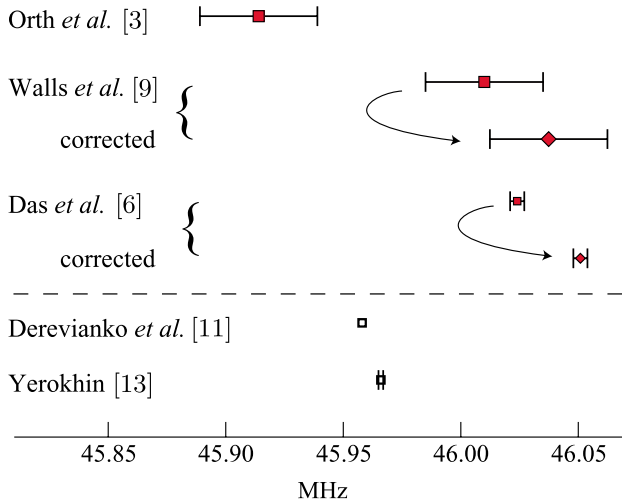 Orth et al. [3]
Walls et al. [9]
corrected
Das et al. [6]
corrected
Derevianko et al. [11]
Yerokhin [13]
45.85 45.90 45.95 46.00 46.05
MHz